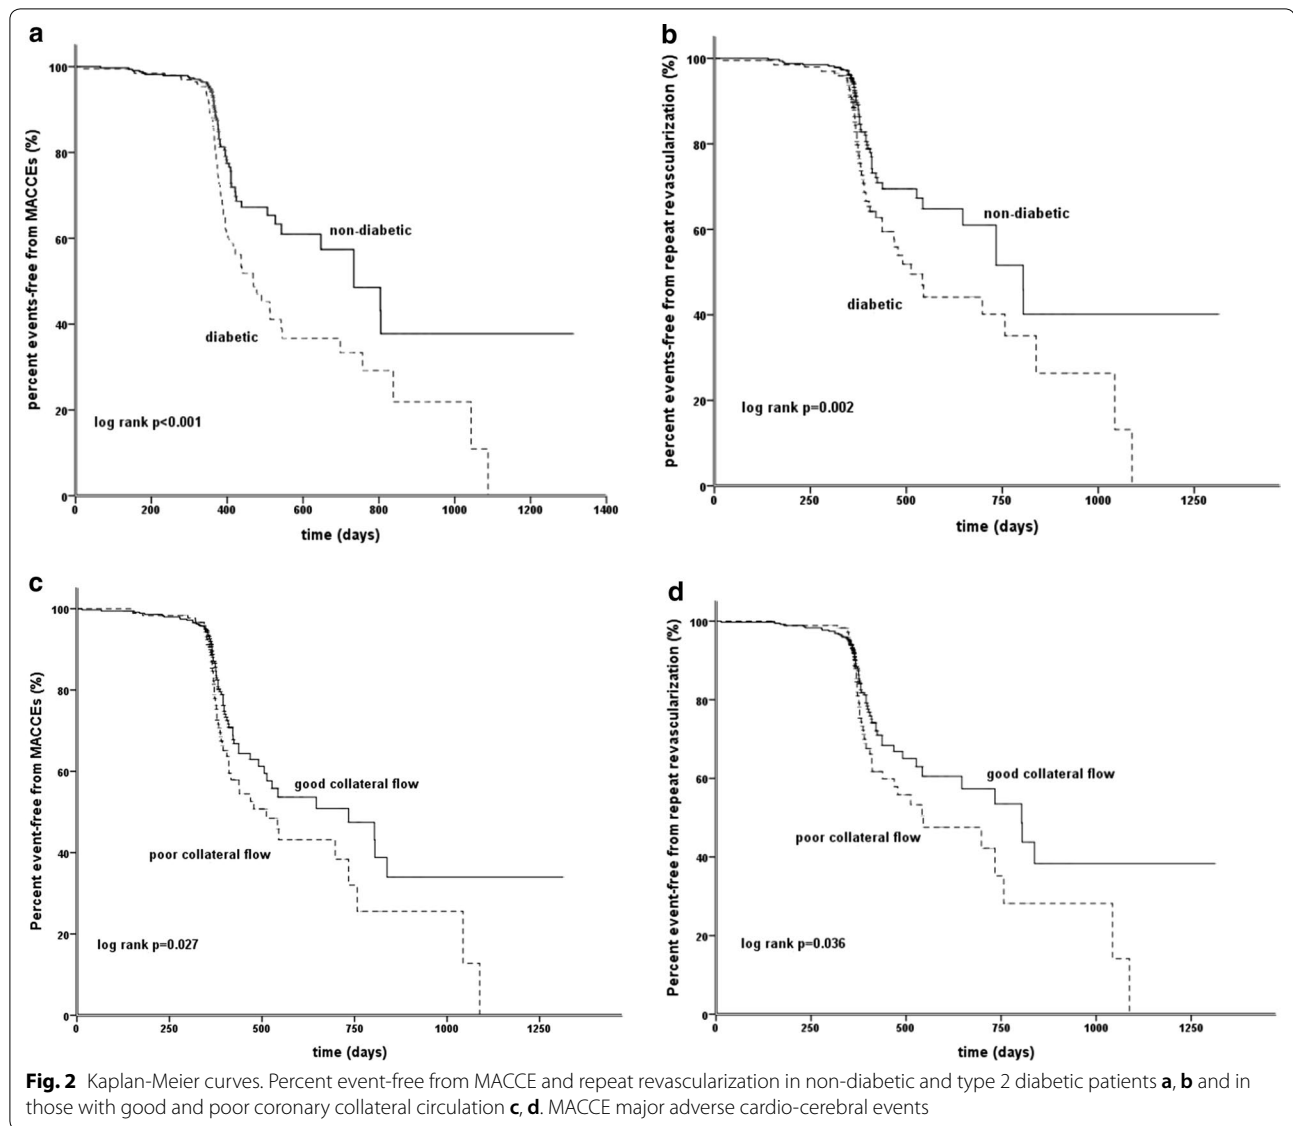 a
percent events-free from MACCEs (%)
100
80
60
40
20
0
non-diabetic
diabetic
log rank p<0.001
0 200 400 600 800 1000 1200 1400
time (days)
b
percent events-free from repeat revascularization (%)
100
80
60
40
20
0
non-diabetic
diabetic
log rank p=0.002
0 250 500 750 1000 1250
time (days)
c
Percent event-free from MACCEs (%)
100
80
60
40
20
0
good collateral flow
poor collateral flow
log rank p=0.027
0 250 500 750 1000 1250
time (days)
d
Percent event-free from repeat revascularization (%)
100
80
60
40
20
0
good collateral flow
poor collateral flow
log rank p=0.036
0 250 500 750 1000 1250
time (days)
Fig. 2 Kaplan-Meier curves. Percent event-free from MACCE and repeat revascularization in non-diabetic and type 2 diabetic patients a, b and in
those with good and poor coronary collateral circulation c, d. MACCE major adverse cardio-cerebral events